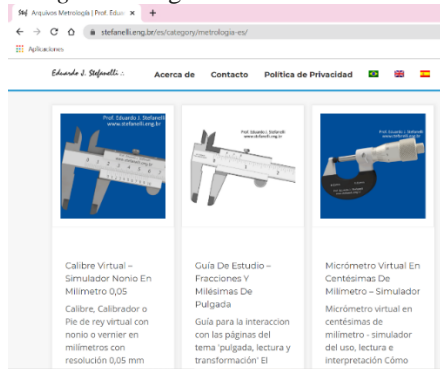 Stef Arquivos Metrología | Prof. Eduar
stefanelli.eng.br/es/category/metrologia-es/
Aplicaciones
Eduardo J. Stefanelli .:
Acerca de
Contacto
Política de Privacidad
Prof. Eduardo J. Stefanelli
www.stefanelli.eng.br
Prof. Eduardo J. Stefanelli
www.stefanelli.eng.br
Prof. Eduardo J. Stefanelli
www.stefanelli.eng.br
Calibre Virtual –
Simulador Nonio En
Milímetro 0,05
Calibre, Calibrador o
Pie de rey virtual con
nonio o vernier en
milímetros con
resolución 0,05 mm
Guía De Estudio –
Fracciones Y
Milésimas De
Pulgada
Guía para la interaccion
con las páginas del
tema 'pulgada, lectura y
transformación' El
Micrómetro Virtual En
Centésimas De
Milímetro – Simulador
Micrómetro virtual en
centésimas de
milímetro - simulador
del uso, lectura e
interpretación Cómo